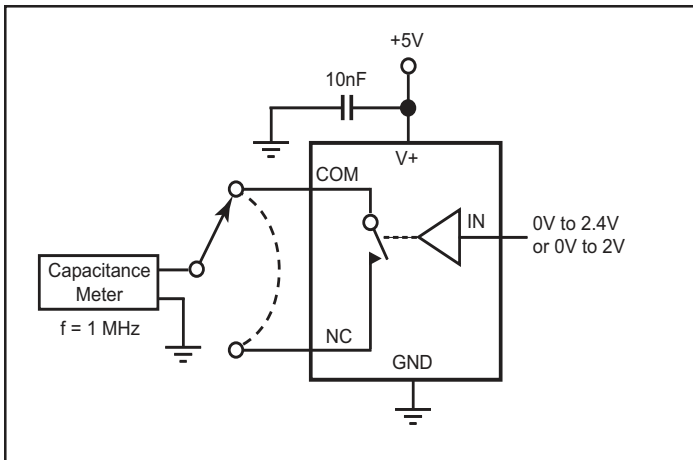 +5V
10nF
V+
COM
IN
0V to 2.4V
or 0V to 2V
Capacitance
Meter
f = 1 MHz
NC
GND